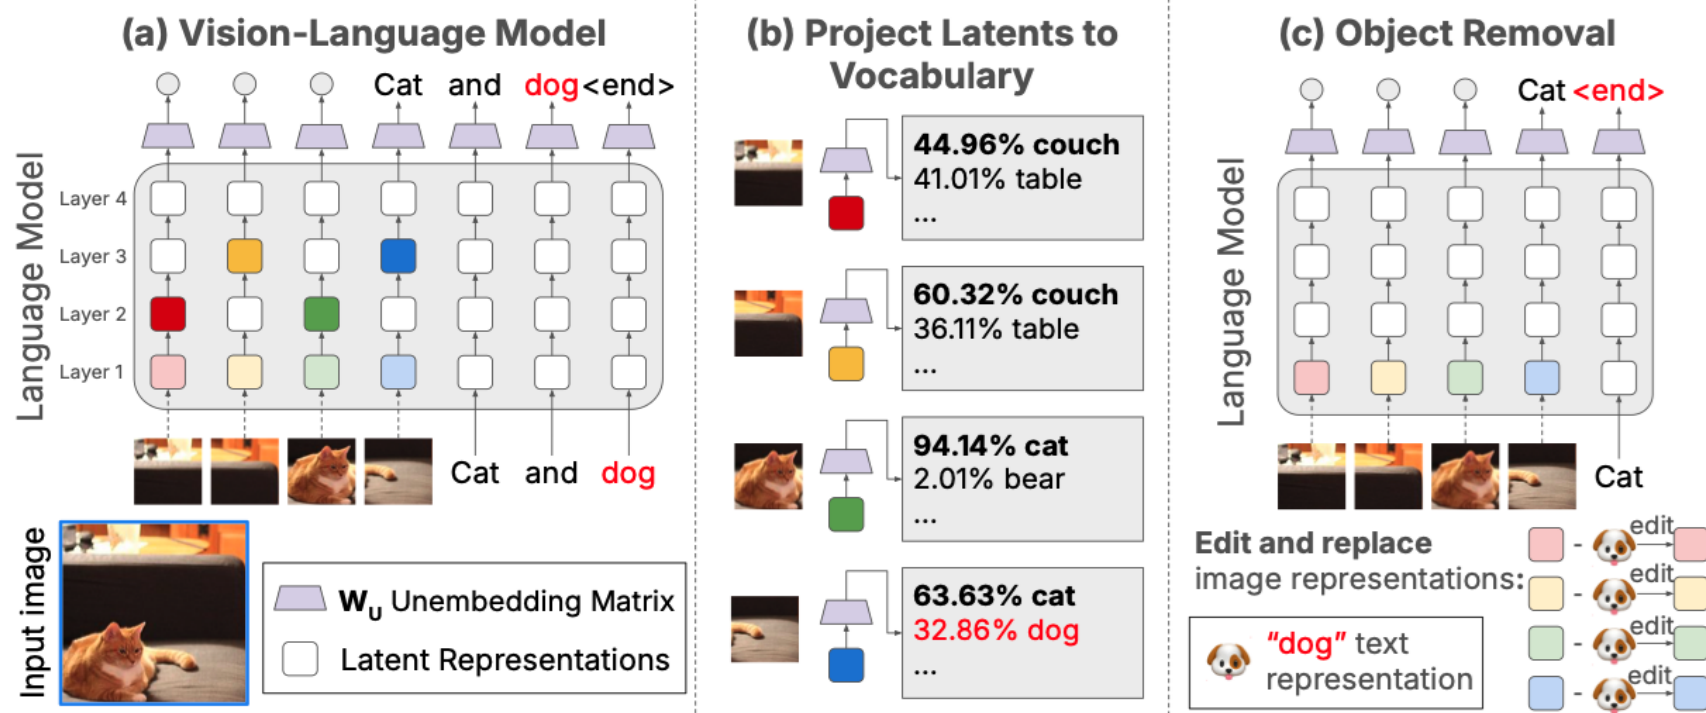 (a) Vision-Language Model
Cat and dog<end>
Language Model
Layer 4
Layer 3
Layer 2
Layer 1
Cat and dog
Input image
W_U Unembedding Matrix
Latent Representations
(b) Project Latents to
Vocabulary
44.96% couch
41.01% table
...
60.32% couch
36.11% table
...
94.14% cat
2.01% bear
...
63.63% cat
32.86% dog
...
(c) Object Removal
Cat <end>
Language Model
Cat
Edit and replace
image representations:
- edit
- edit
- edit
- edit
“dog” text
representation